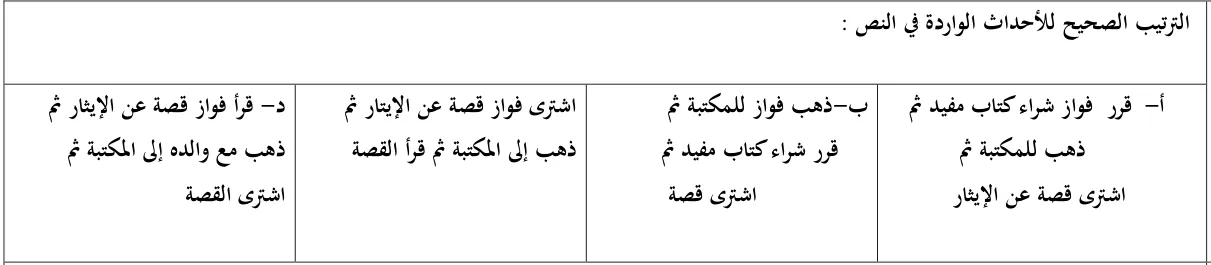 الترتيب الصحيح للأحداث الواردة في النص :
أ- قرر فواز شراء كتاب مفيد ثم
ذهب للمكتبة ثم
اشترى قصة عن الإيثار
ب-ذهب فواز للمكتبة ثم
قرر شراء كتاب مفيد ثم
اشترى قصة
اشترى فواز قصة عن الإيتار ثم
ذهب إلى المكتبة ثم قرأ القصة
د- قرأ فواز قصة عن الإيثار ثم
ذهب مع والده إلى المكتبة ثم
اشترى القصة